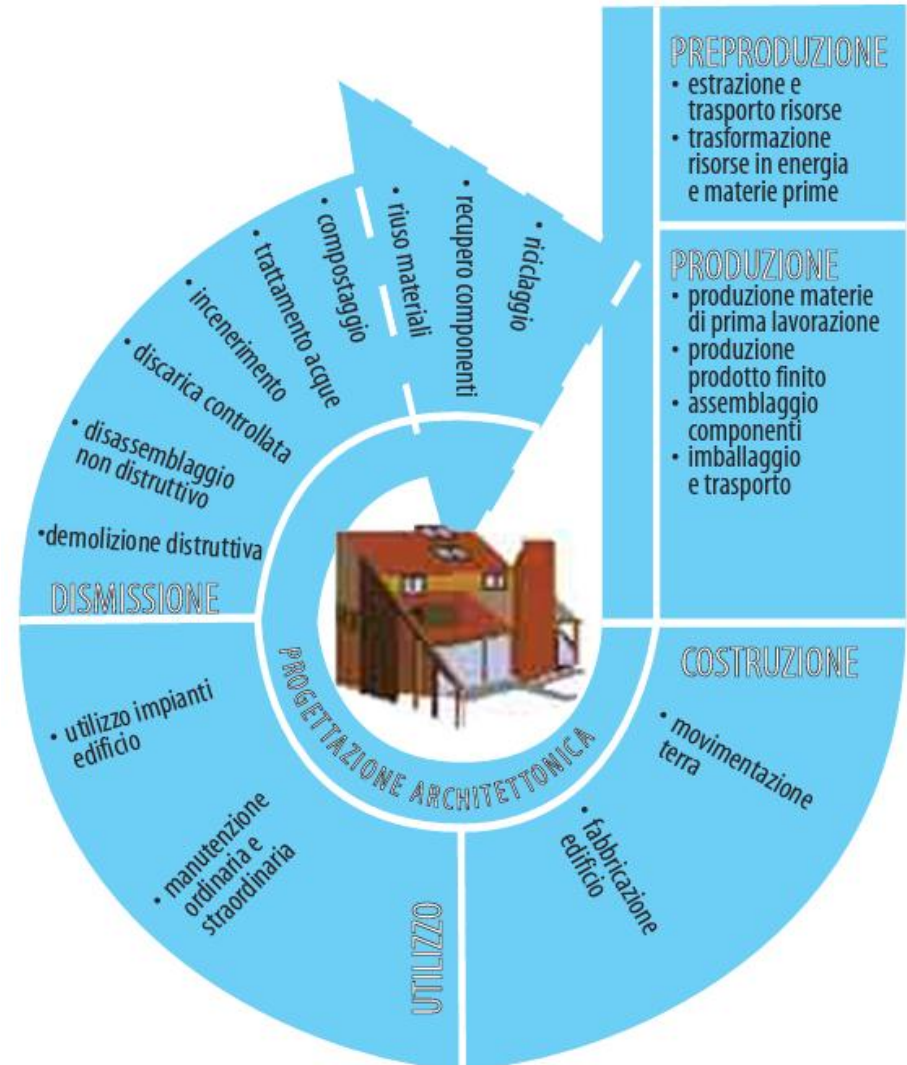 PREPRODUZIONE
• estrazione e
trasporto risorse
• trasformazione
risorse in energia
e materie prime
PRODUZIONE
• produzione materie
di prima lavorazione
• produzione
prodotto finito
• assemblaggio
componenti
• imballaggio
e trasporto
COSTRUZIONE
• movimentazione
terra
• fabbricazione
edificio
UTILIZZO
• manutenzione
ordinaria e
straordinaria
• utilizzo impianti
edificio
DISMISSIONE
•demolizione distruttiva
• disassemblaggio
non distruttivo
• discarica controllata
• incenerimento
• trattamento acque
• compostaggio
• riuso materiali
• recupero componenti
• riciclaggio
PROGETTAZIONE ARCHITETTONICA